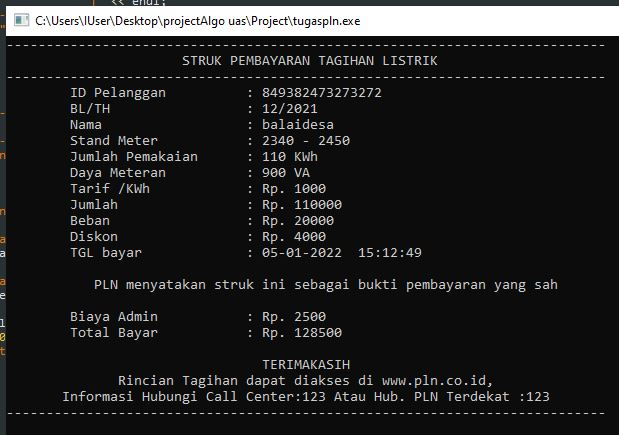 << endl;
C:\Users\IUser\Desktop\projectAlgo uas\Project\tugaspln.exe
--------------------------------------------------------------------------
STRUK PEMBAYARAN TAGIHAN LISTRIK
--------------------------------------------------------------------------
ID Pelanggan : 849382473273272
BL/TH : 12/2021
Nama : balaidesa
Stand Meter : 2340 - 2450
Jumlah Pemakaian : 110 KWh
Daya Meteran : 900 VA
Tarif /KWh : Rp. 1000
Jumlah : Rp. 110000
Beban : Rp. 20000
Diskon : Rp. 4000
TGL bayar : 05-01-2022 15:12:49
PLN menyatakan struk ini sebagai bukti pembayaran yang sah
Biaya Admin : Rp. 2500
Total Bayar : Rp. 128500
TERIMAKASIH
Rincian Tagihan dapat diakses di www.pln.co.id,
Informasi Hubungi Call Center:123 Atau Hub. PLN Terdekat :123
--------------------------------------------------------------------------